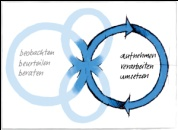 beobachten
beurteilen
beraten
aufnehmen
verarbeiten
umsetzen